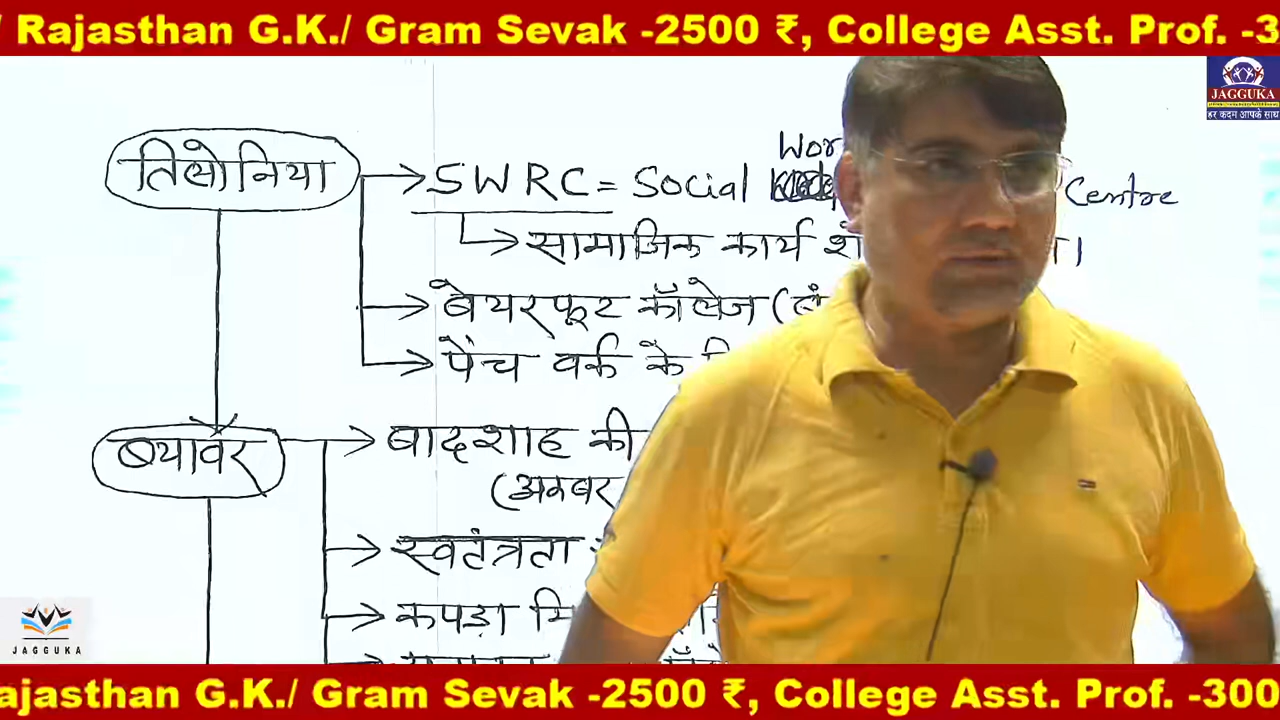 / Rajasthan G.K./ Gram Sevak -2500 ₹, College Asst. Prof. -3
JAGGUKA
हर कदम आपके साथ
तिलोनिया
SWRC = Social Wor Centre
सामाजिक कार्य
बेयरफूट कॉलेज
पैंच वर्क के
ब्यावर
बादशाह की
(अकबर
स्वतंत्रता
कपड़ा
JAGGUKA
ajasthan G.K./ Gram Sevak -2500 ₹, College Asst. Prof. -300